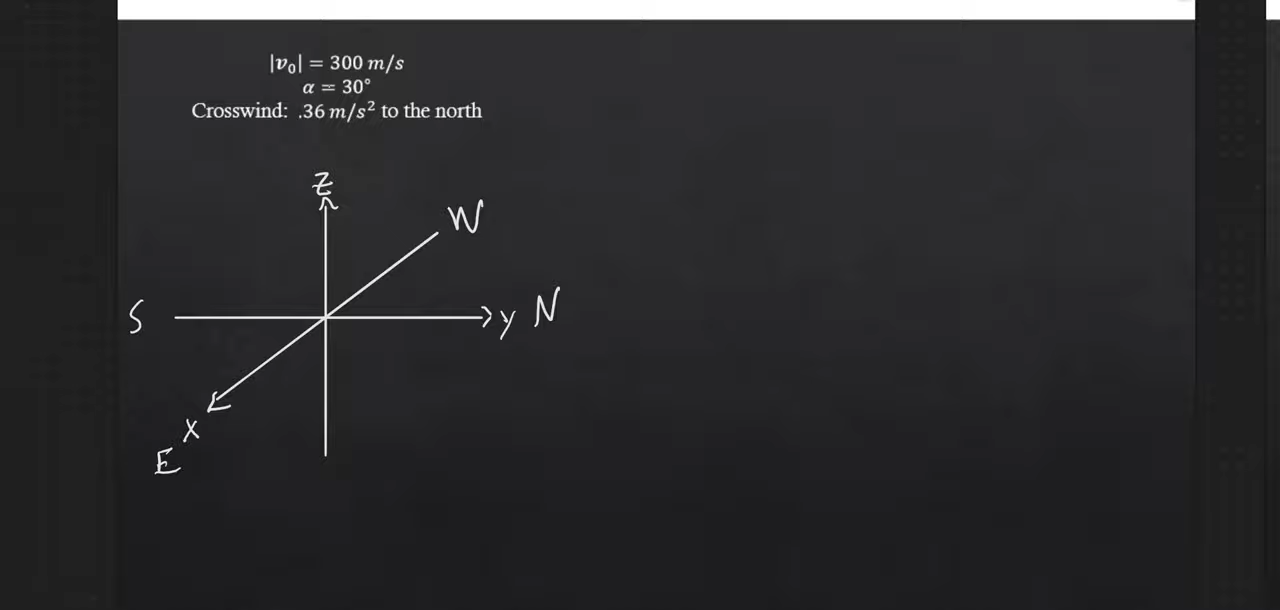 |v₀| = 300 m/s
α = 30°
Crosswind: .36 m/s² to the north
Z
W
S
y N
X
E